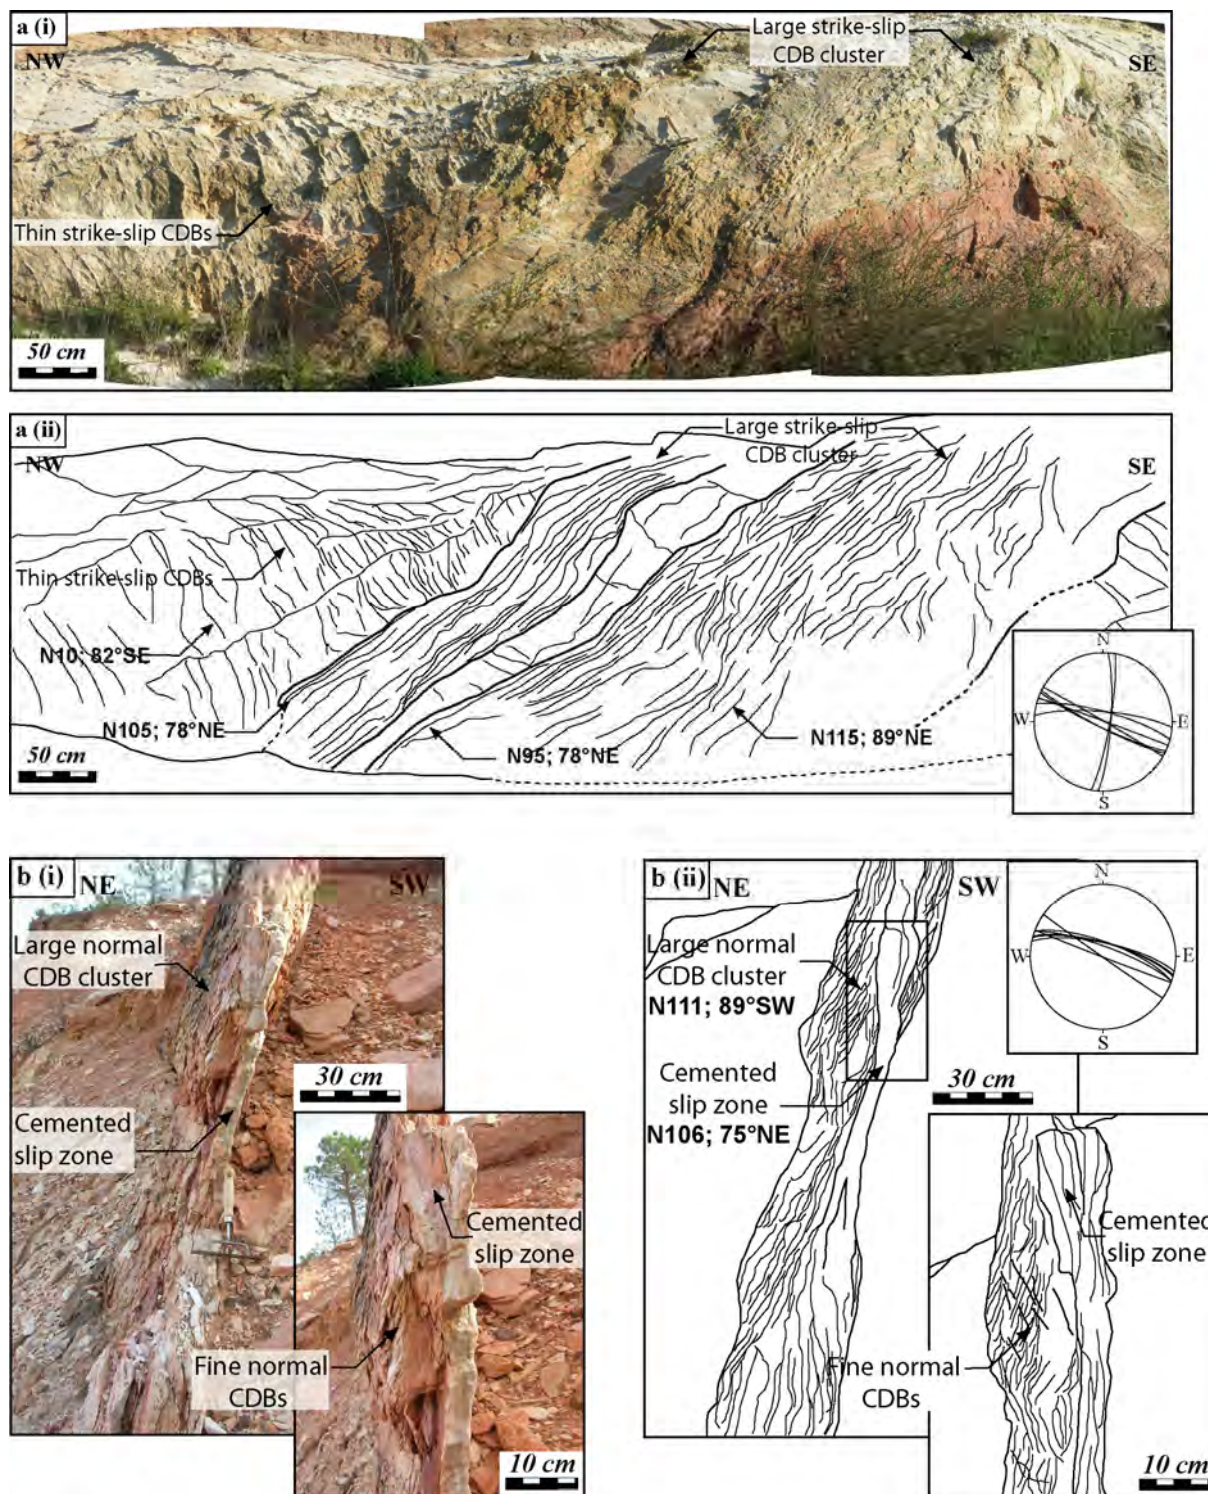 a (i)
NW
Large strike-slip
CDB cluster
SE
Thin strike-slip CDBs
50 cm
a (ii)
NW
Large strike-slip
CDB cluster
SE
Thin strike-slip CDBs
N10; 82°SE
N105; 78°NE
N95; 78°NE
N115; 89°NE
50 cm
N
W
E
S
b (i)
NE
SW
Large normal
CDB cluster
30 cm
Cemented
slip zone
Cemented
slip zone
Fine normal
CDBs
10 cm
b (ii)
NE
SW
N
W
E
S
Large normal
CDB cluster
N111; 89°SW
Cemented
slip zone
N106; 75°NE
30 cm
Cemented
slip zone
Fine normal
CDBs
10 cm